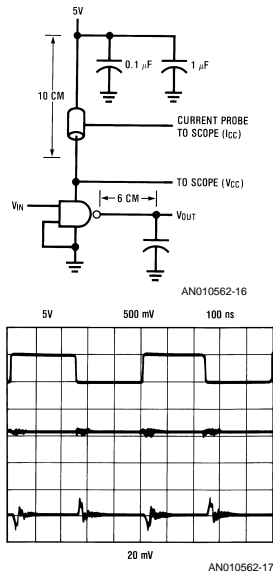 5V
0.1 μF
1 μF
10 CM
CURRENT PROBE
TO SCOPE (ICC)
TO SCOPE (VCC)
6 CM
VIN
VOUT
AN010562-16
5V 500 mV 100 ns
20 mV
AN010562-17